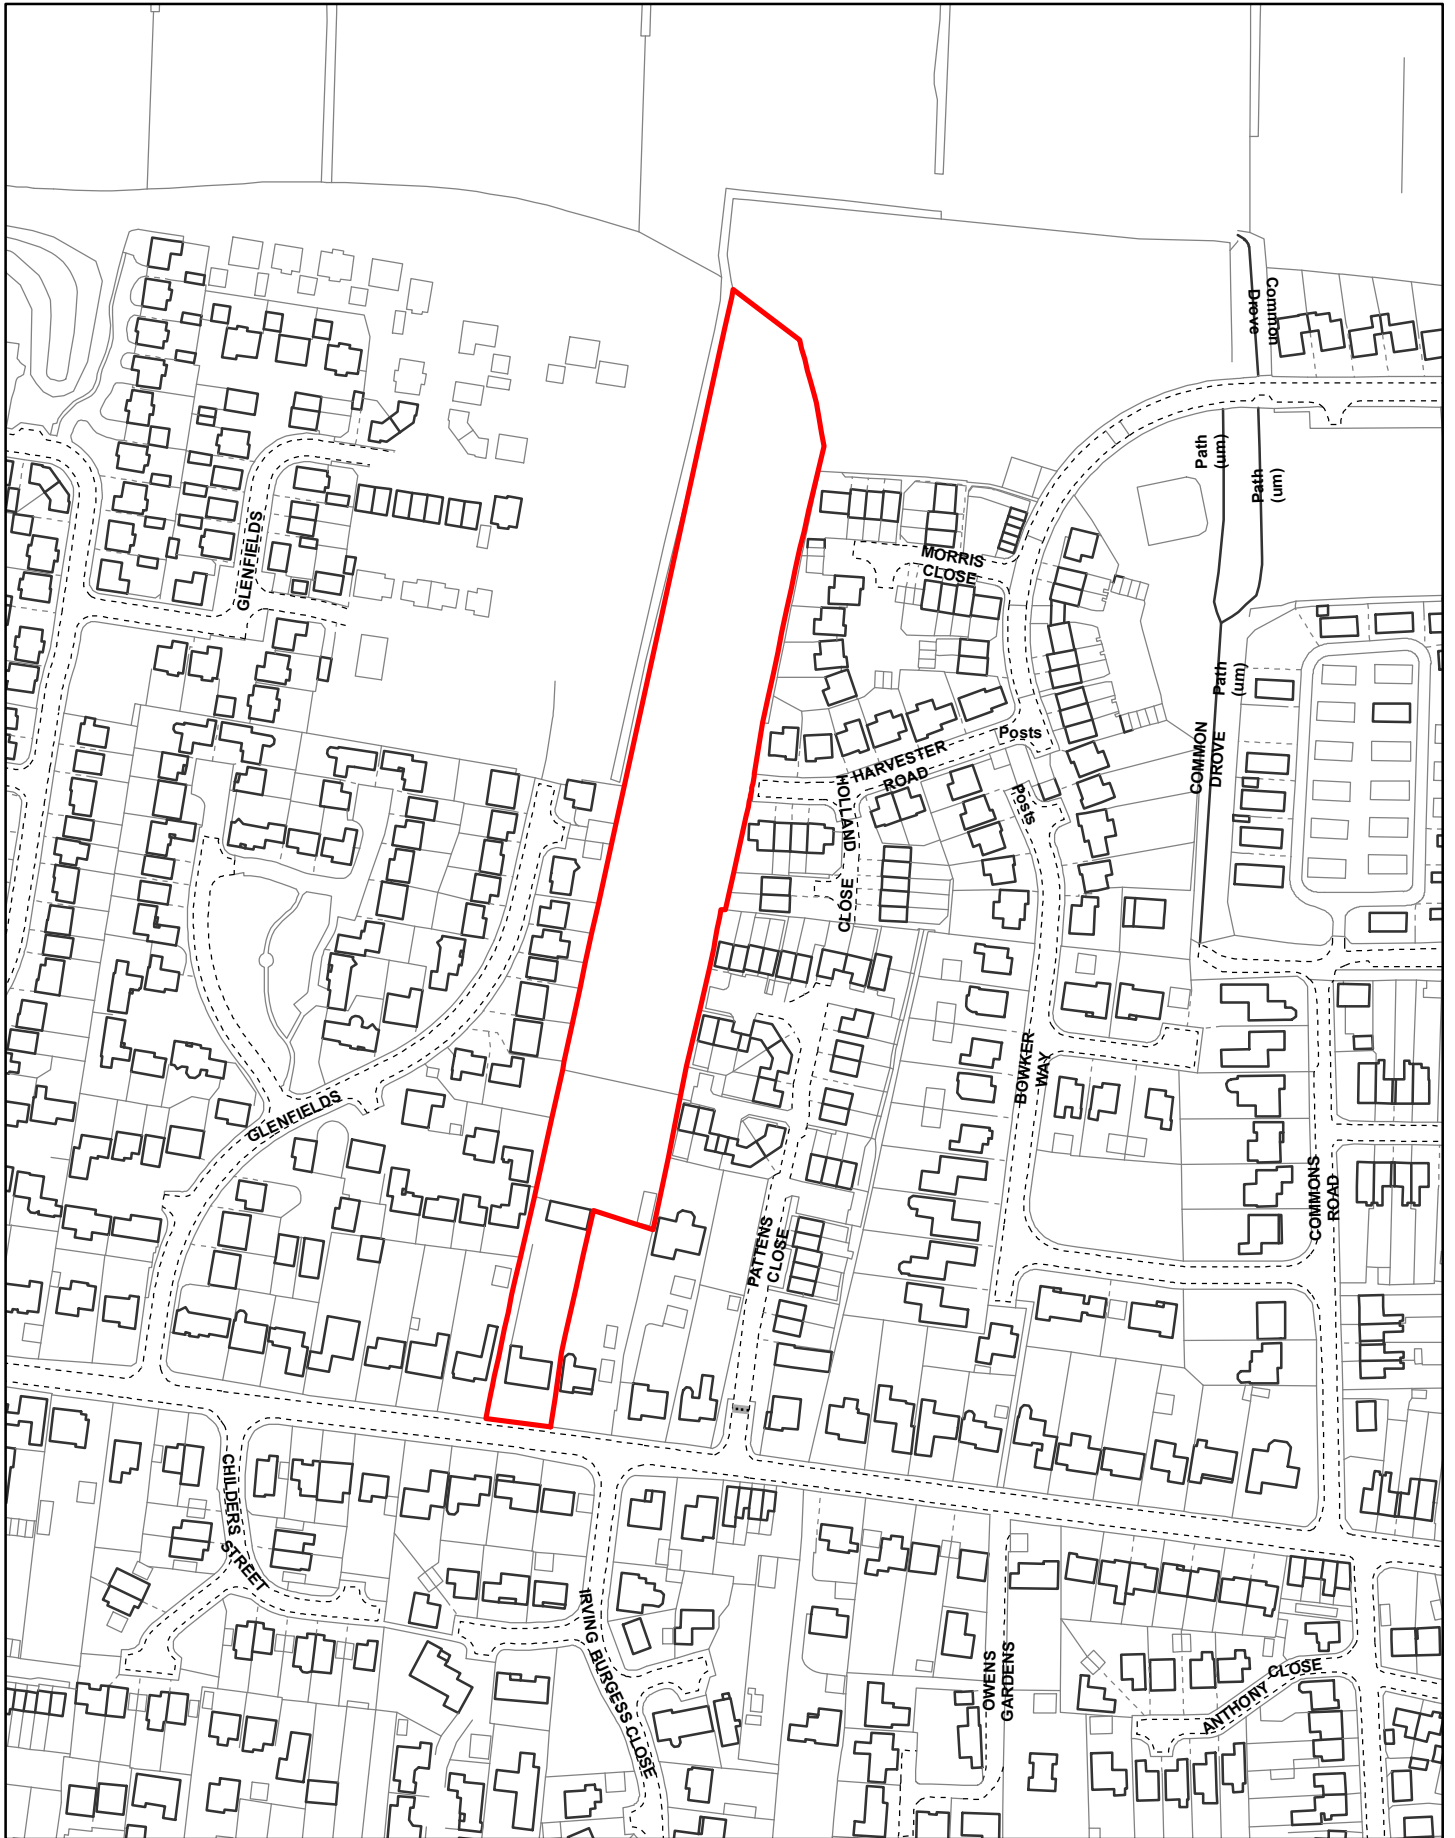 Common
Drove
Path
(um)
Path
(um)
GLENFIELDS
MORRIS
CLOSE
Path
(um)
COMMON
DROVE
Posts
HARVESTER
ROAD
Posts
HOLLAND
CLOSE
BOWKER
WAY
GLENFIELDS
COMMONS
ROAD
PATTENS
CLOSE
CHILDERS
STREET
IRVING BURGESS CLOSE
OWENS
GARDENS
ANTHONY
CLOSE